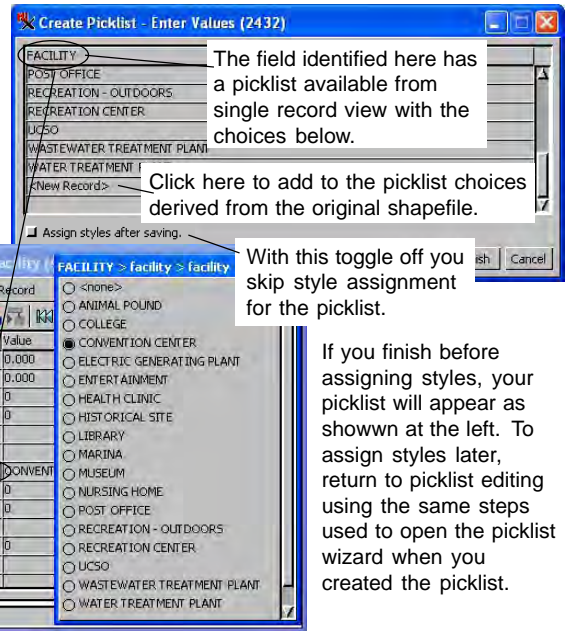 Create Picklist - Enter Values (2432)
FACILITY
The field identified here has
a picklist available from
single record view with the
choices below.
POST OFFICE
RECREATION - OUTDOORS
RECREATION CENTER
UCSO
WASTEWATER TREATMENT PLANT
WATER TREATMENT
<New Record>
Click here to add to the picklist choices
derived from the original shapefile.
Assign styles after saving.
With this toggle off you
skip style assignment
for the picklist.
ish
Cancel
Record
Value
0.000
0.000
0
0
CONVENT
0
0
0
FACILITY > facility > facility
<none>
ANIMAL POUND
COLLEGE
CONVENTION CENTER
ELECTRIC GENERATING PLANT
ENTERTAINMENT
HEALTH CLINIC
HISTORICAL SITE
LIBRARY
MARINA
MUSEUM
NURSING HOME
POST OFFICE
RECREATION - OUTDOORS
RECREATION CENTER
UCSO
WASTEWATER TREATMENT PLANT
WATER TREATMENT PLANT
If you finish before
assigning styles, your
picklist will appear as
showwn at the left. To
assign styles later,
return to picklist editing
using the same steps
used to open the picklist
wizard when you
created the picklist.